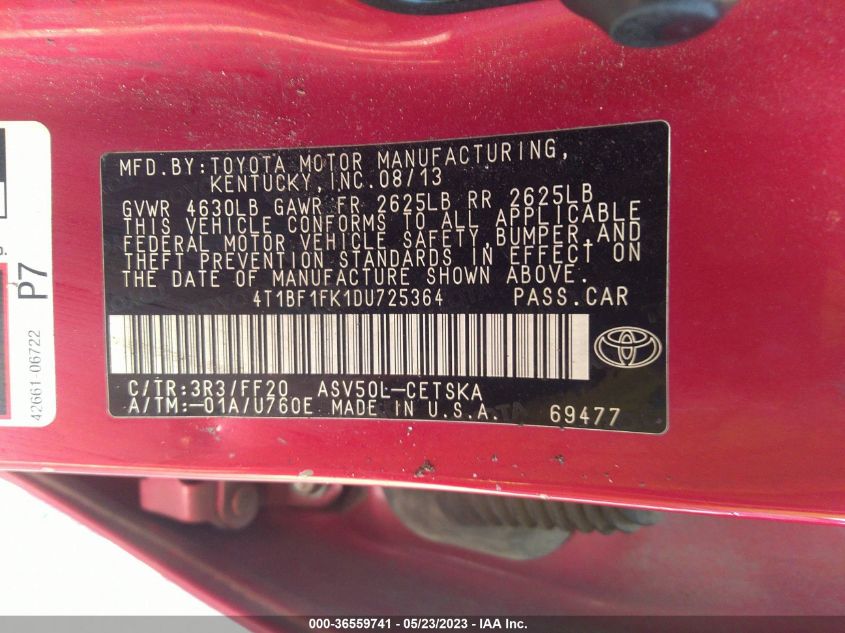 MFD.BY:TOYOTA MOTOR MANUFACTURING,
KENTUCKY,INC.08/13
GVWR 4630LB GAWR FR 2625LB RR 2625LB
THIS VEHICLE CONFORMS TO ALL APPLICABLE
FEDERAL MOTOR VEHICLE SAFETY,BUMPER,AND
THEFT PREVENTION STANDARDS IN EFFECT ON
THE DATE OF MANUFACTURE SHOWN ABOVE.
4T1BF1FK1DU725364 PASS.CAR
C/TR:3R3/FF20 ASV50L-CETSKA
A/TM:-01A/U760E MADE IN U.S.A. 69477
P7
42661-06722
000-36559741 / 05/23/2023 / IAA Inc.